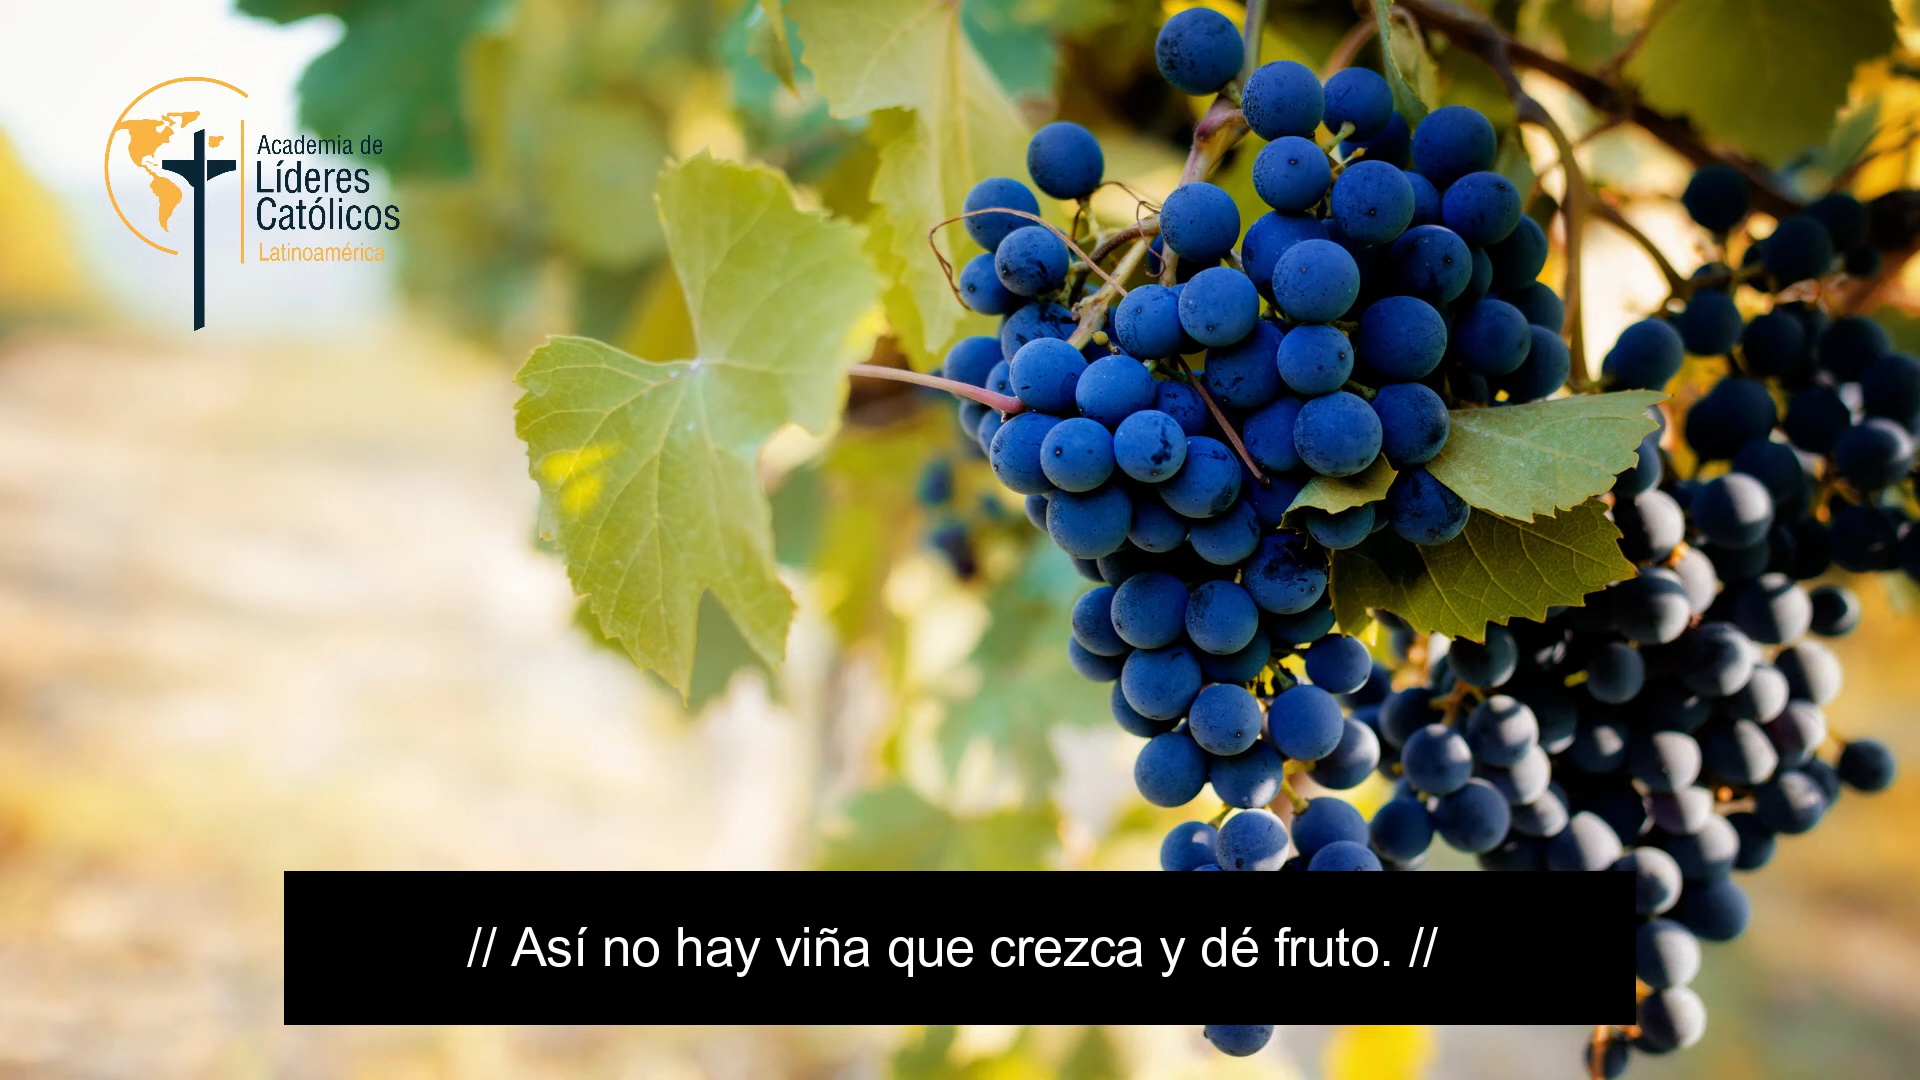 Academia de
Líderes
Católicos
Latinoamérica
// Así no hay viña que crezca y dé fruto. //